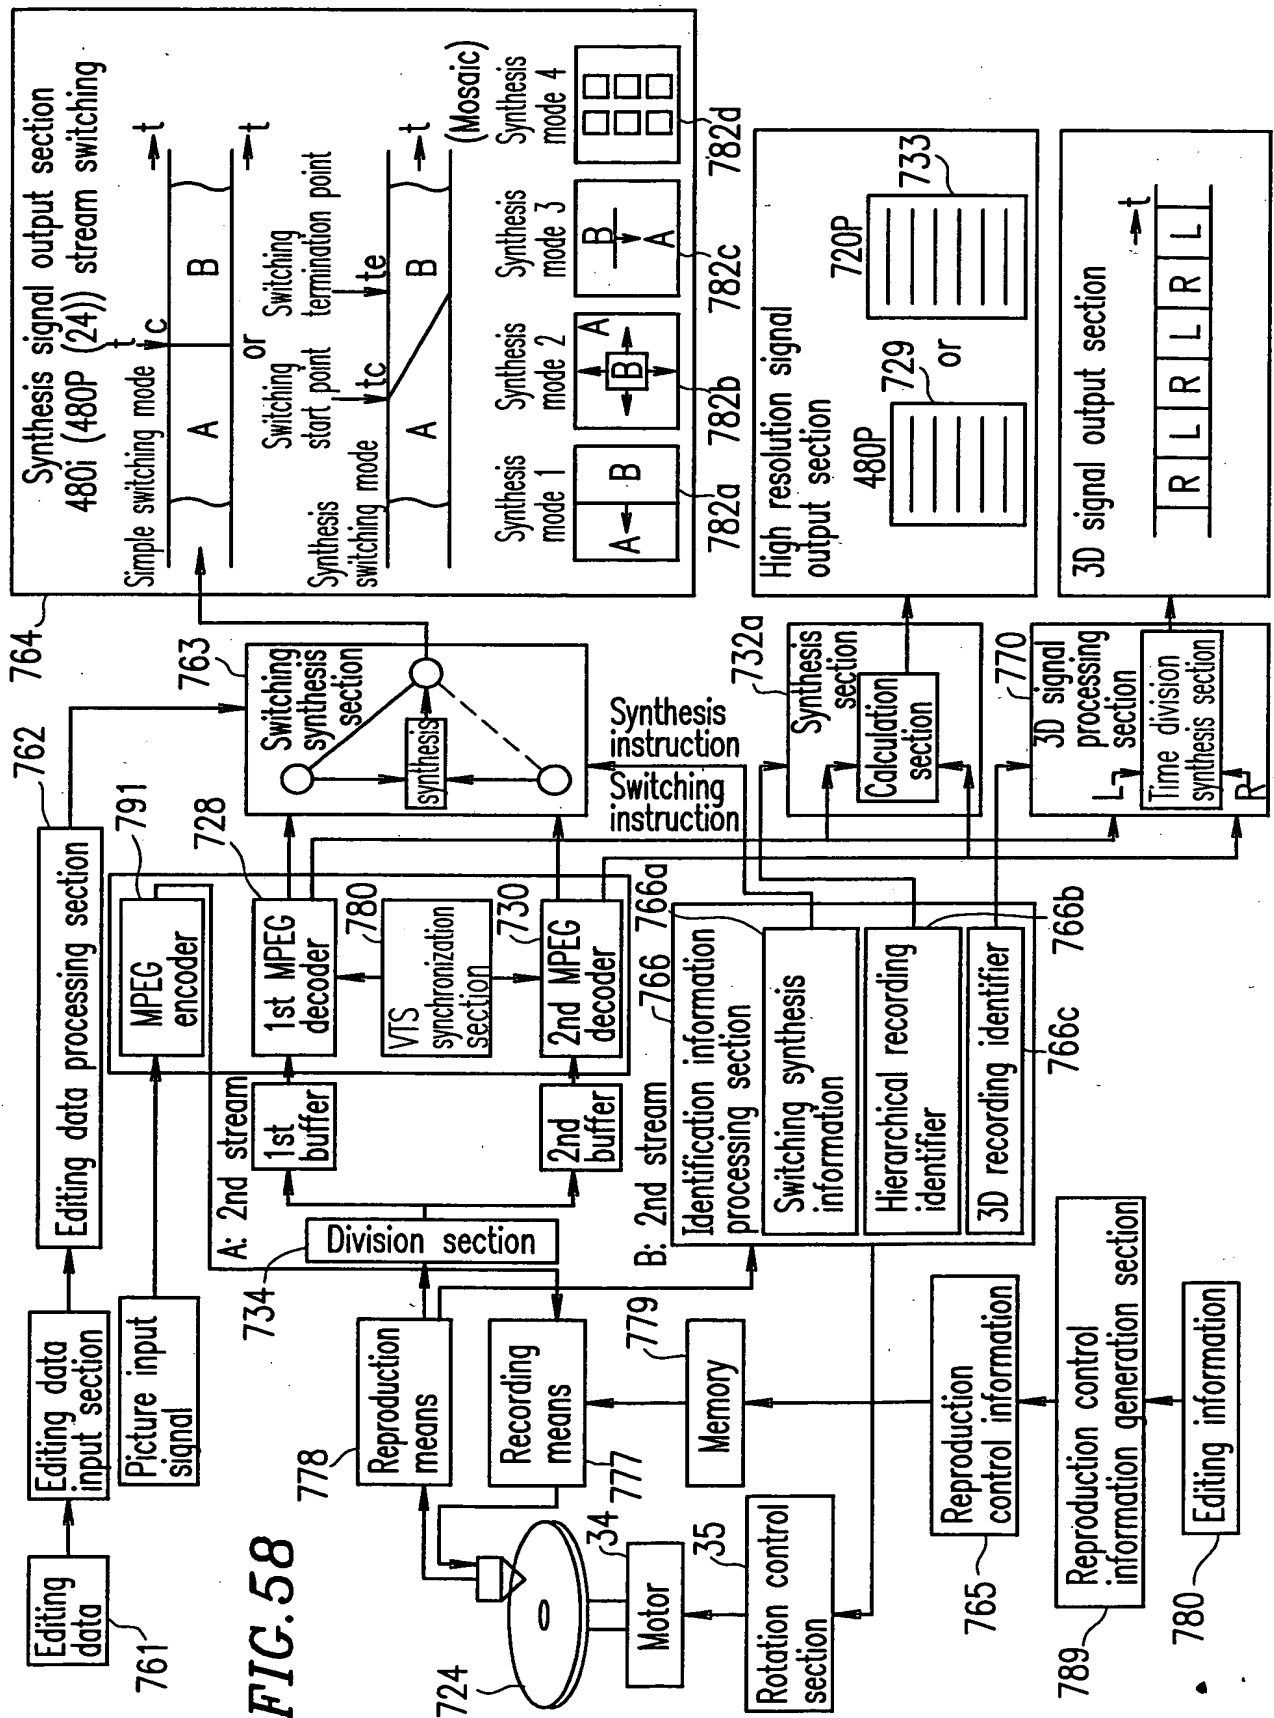 FIG.58
Editing
data
761
Editing data
input section
Editing data processing section
762
Picture input
signal
MPEG
encoder
791
A: 2nd stream
1st
buffer
1st MPEG
decoder
728
VTS
synchronization
section
780
2nd
buffer
2nd MPEG
decoder
730
Division section
734
Reproduction
means
778
Recording
means
777
724
Motor
34
Rotation control
section
35
Memory
779
Reproduction
control information
765
Reproduction control
information generation section
789
Editing information
780
B: 2nd stream
Identification information
processing section
766
Switching synthesis
information
766a
Hierarchical recording
identifier
766b
3D recording identifier
766c
Switching
synthesis
section
763
synthesis
Switching
instruction
Synthesis
instruction
Synthesis
section
732a
Calculation
section
3D signal
processing
section
770
L
Time division
synthesis section
R
764
Synthesis signal output section
480i (480P (24)) stream switching
Simple switching mode
t c
t
A
B
or
t
Synthesis
switching mode
Switching
start point
tc
Switching
termination point
te
A
B
t
(Mosaic)
Synthesis
mode 1
A
B
782a
Synthesis
mode 2
A
B
782b
Synthesis
mode 3
B
A
782c
Synthesis
mode 4
782d
High resolution signal
output section
480P
729
or
720P
733
3D signal output section
t
R L R L R L